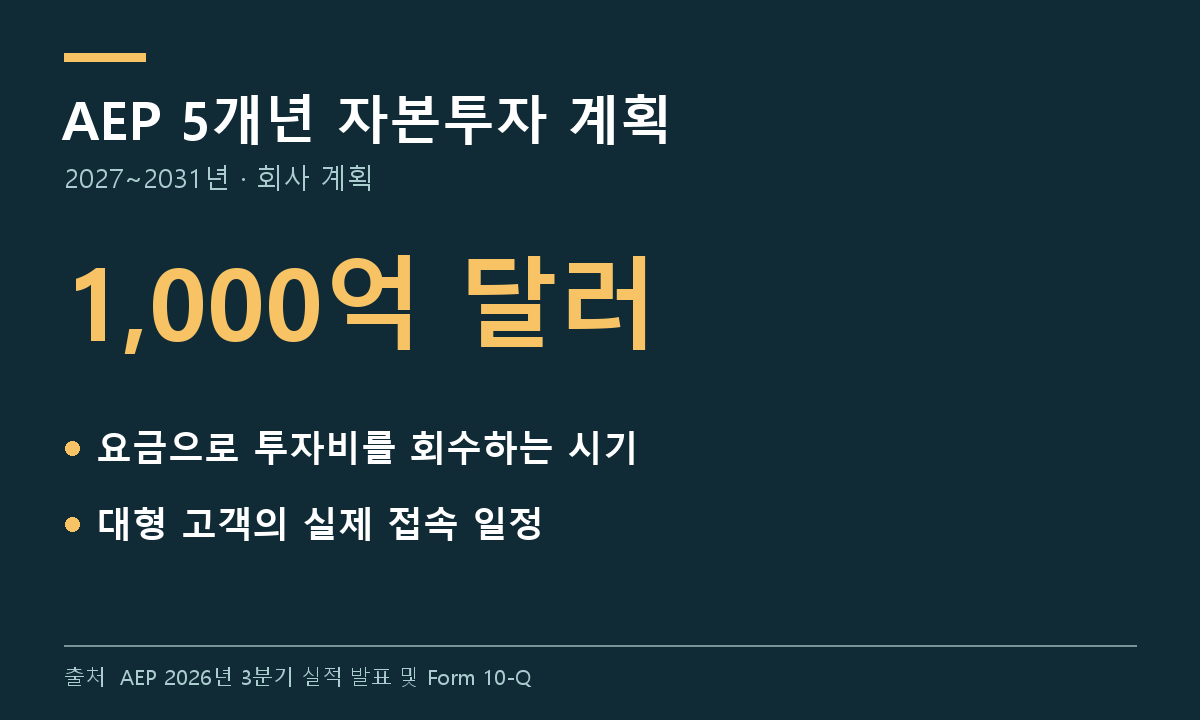 AEP 5개년 자본투자 계획
2027~2031년 · 회사 계획
1,000억 달러
요금으로 투자비를 회수하는 시기
대형 고객의 실제 접속 일정
출처 AEP 2026년 3분기 실적 발표 및 Form 10-Q